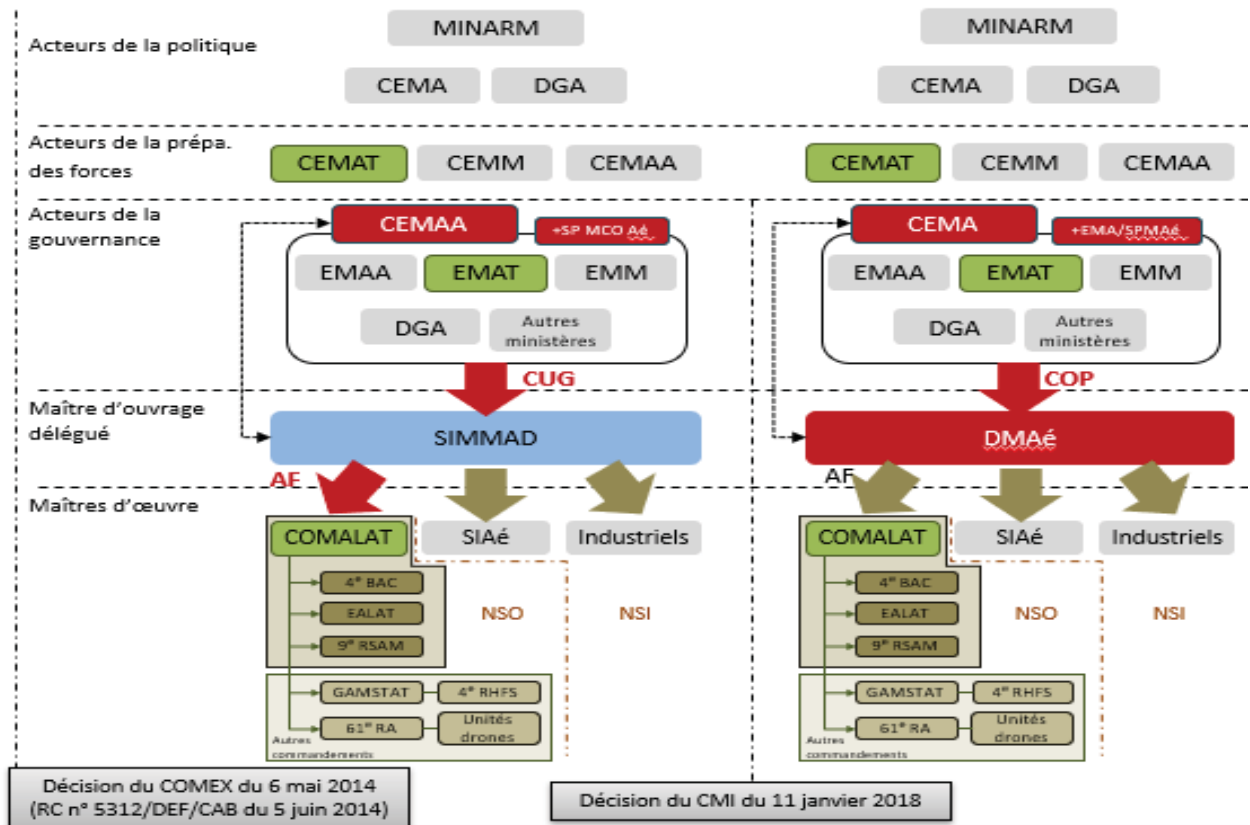 Acteurs de la politique
MINARM
MINARM
CEMA
DGA
CEMA
DGA
Acteurs de la prépa.
des forces
CEMAT
CEMM
CEMAA
CEMAT
CEMM
CEMAA
Acteurs de la
gouvernance
CEMAA
+SP MCO Aé
CEMA
+EMA/SPMAé
EMAA
EMAT
EMM
EMAA
EMAT
EMM
DGA
Autres
ministères
DGA
Autres
ministères
CUG
COP
Maître d'ouvrage
délégué
SIMMAD
DMAé
AF
AF
Maîtres d'œuvre
COMALAT
SIAé
Industriels
COMALAT
SIAé
Industriels
4e BAC
EALAT
9e RSAM
NSO
NSI
4e BAC
EALAT
9e RSAM
NSO
NSI
GAMSTAT
4e RHFS
61e RA
Unités
drones
Autres
commandements
GAMSTAT
4e RHFS
61e RA
Unités
drones
Autres
commandements
Décision du COMEX du 6 mai 2014
(RC n° 5312/DEF/CAB du 5 juin 2014)
Décision du CMI du 11 janvier 2018